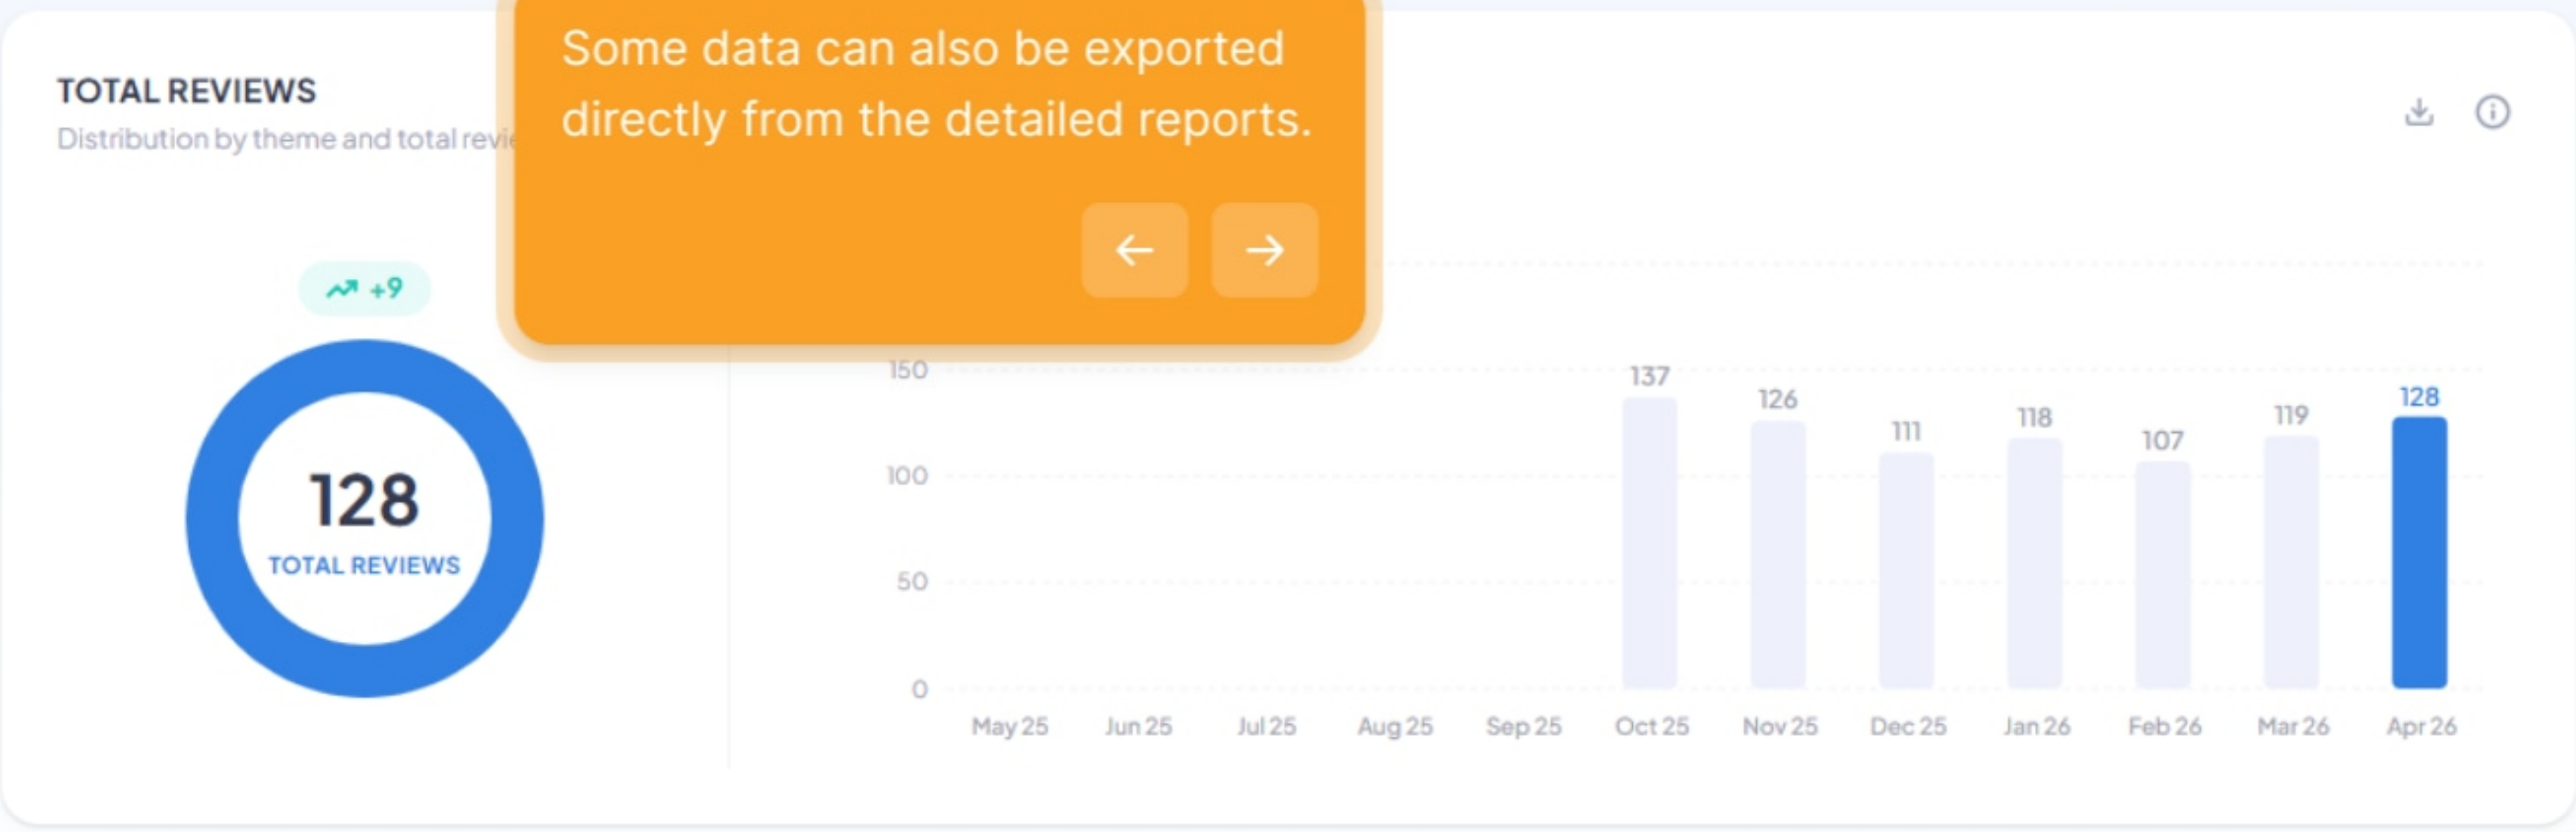 Some data can also be exported
directly from the detailed reports.
TOTAL REVIEWS
Distribution by theme and total
+9
128
TOTAL REVIEWS
150
100
50
0
137
126
111
118
107
119
128
May 25
Jun 25
Jul 25
Aug 25
Sep 25
Oct 25
Nov 25
Dec 25
Jan 26
Feb 26
Mar 26
Apr 26